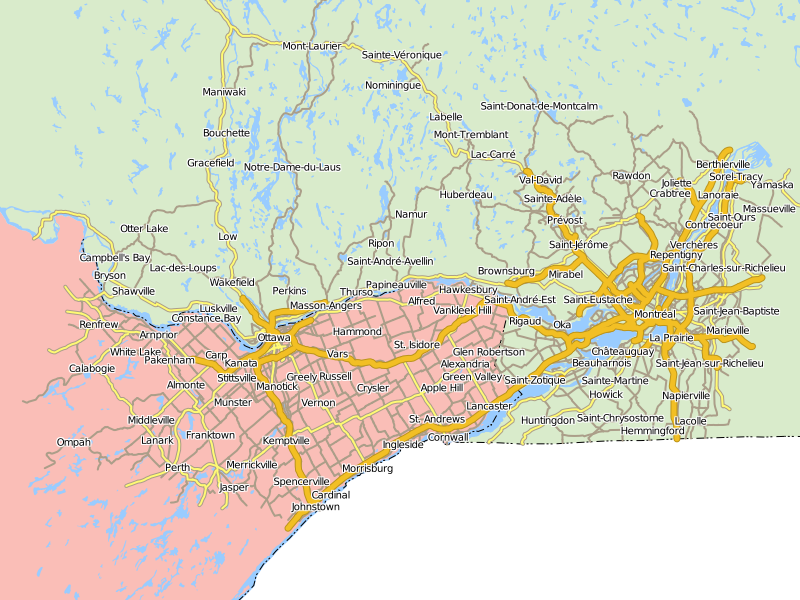 Mont-Laurier
Sainte-Véronique
Nominingue
Maniwaki
Saint-Donat-de-Montcalm
Labelle
Bouchette
Mont-Tremblant
Lac-Carré
Gracefield
Notre-Dame-du-Laus
Berthierville
Val-David
Rawdon
Joliette
Sorel-Tracy
Yamaska
Huberdeau
Sainte-Adèle
Crabtree
Lanoraie
Massueville
Namur
Prévost
Saint-Ours
Contrecoeur
Otter Lake
Low
Ripon
Saint-Jérôme
Verchères
Repentigny
Campbell's Bay
Lac-des-Loups
Saint-André-Avellin
Brownsburg
Mirabel
Saint-Charles-sur-Richelieu
Bryson
Wakefield
Papineauville
Shawville
Perkins
Thurso
Hawkesbury
Masson-Angers
Alfred
Saint-André-Est
Saint-Eustache
Luskville
Vankleek Hill
Montréal
Saint-Jean-Baptiste
Constance Bay
Rigaud
Oka
Renfrew
Arnprior
Ottawa
Hammond
La Prairie
Marieville
St. Isidore
White Lake
Carp
Vars
Glen Robertson
Châteauguay
Pakenham
Kanata
Alexandria
Beauharnois
Saint-Jean-sur-Richelieu
Calabogie
Stittsville
Greely
Russell
Green Valley
Saint-Zotique
Sainte-Martine
Almonte
Manotick
Crysler
Apple Hill
Howick
Napierville
Munster
Vernon
Lancaster
Middleville
St. Andrews
Huntingdon
Saint-Chrysostome
Lacolle
Franktown
Cornwall
Hemmingford
Ompah
Lanark
Kemptville
Ingleside
Perth
Merrickville
Morrisburg
Jasper
Spencerville
Cardinal
Johnstown